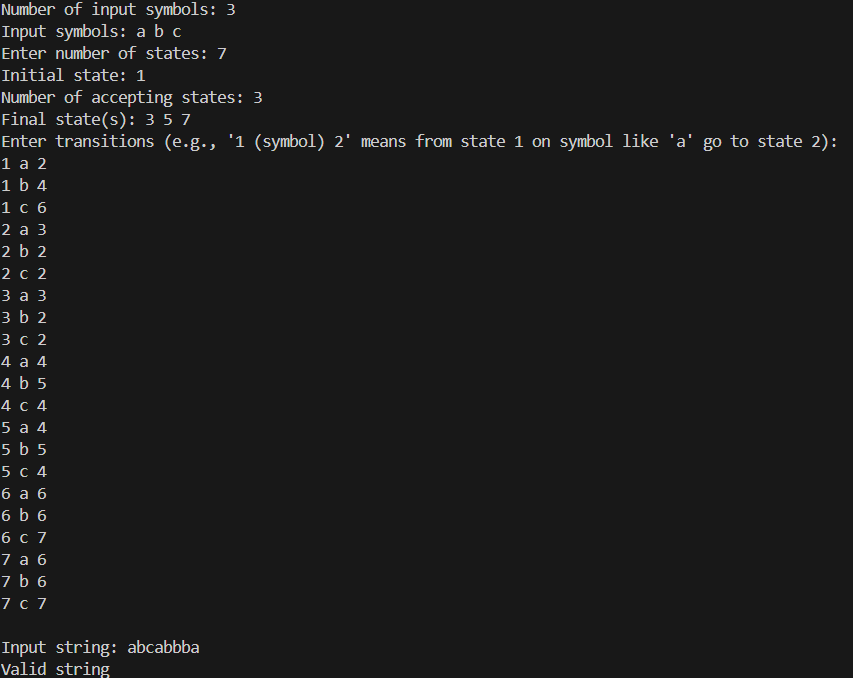 Number of input symbols: 3
Input symbols: a b c
Enter number of states: 7
Initial state: 1
Number of accepting states: 3
Final state(s): 3 5 7
Enter transitions (e.g., '1 (symbol) 2' means from state 1 on symbol like 'a' go to state 2):
1 a 2
1 b 4
1 c 6
2 a 3
2 b 2
2 c 2
3 a 3
3 b 2
3 c 2
4 a 4
4 b 5
4 c 4
5 a 4
5 b 5
5 c 4
6 a 6
6 b 6
6 c 7
7 a 6
7 b 6
7 c 7
Input string: abcabbba
Valid string